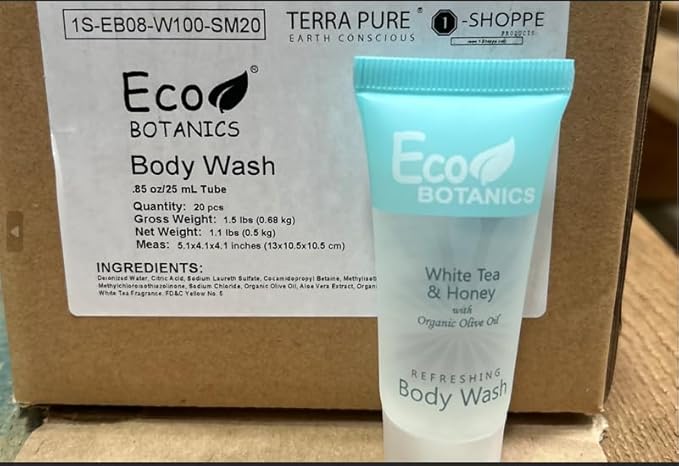 1S-EB08-W100-SM20
TERRA PURE®
EARTH CONSCIOUS
1-SHOPPE
PRODUCTS
Eco®
BOTANICS
Body Wash
.85 oz/25 mL Tube
Quantity: 20 pcs
Gross Weight: 1.5 lbs (0.68 kg)
Net Weight: 1.1 lbs (0.5 kg)
Meas: 5.1x4.1x4.1 inches (13x10.5x10.5 cm)
INGREDIENTS:
Deionized Water, Citric Acid, Sodium Laureth Sulfate, Cocamidopropyl Betaine,
Methylchloroisothiazolinone, Sodium Chloride, Organic Olive Oil, Aloe Vera Extract,
White Tea Fragrance, FD&C Yellow No. 5
Eco
BOTANICS
White Tea
& Honey
with
Organic Olive Oil
REFRESHING
Body Wash